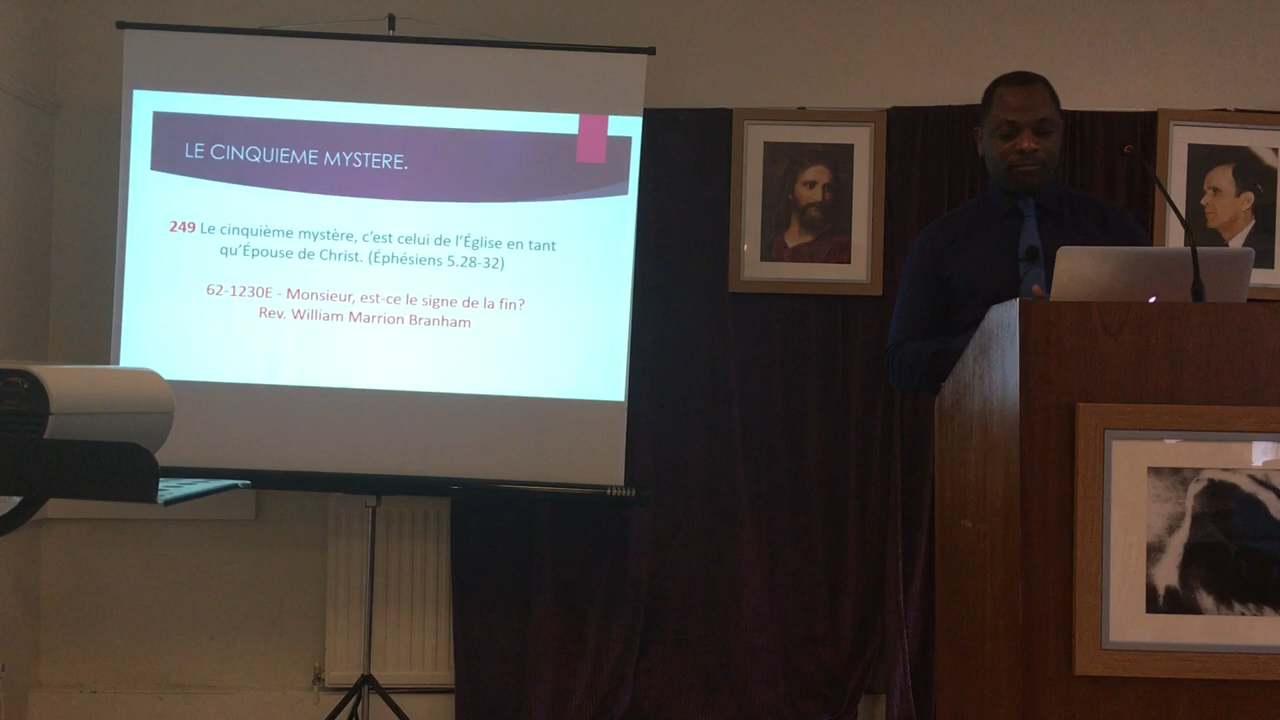 LE CINQUIEME MYSTERE.
249 Le cinquième mystère, c'est celui de l'Église en tant
qu'Épouse de Christ. (Éphésiens 5.28-32)
62-1230E - Monsieur, est-ce le signe de la fin?
Rev. William Marrion Branham